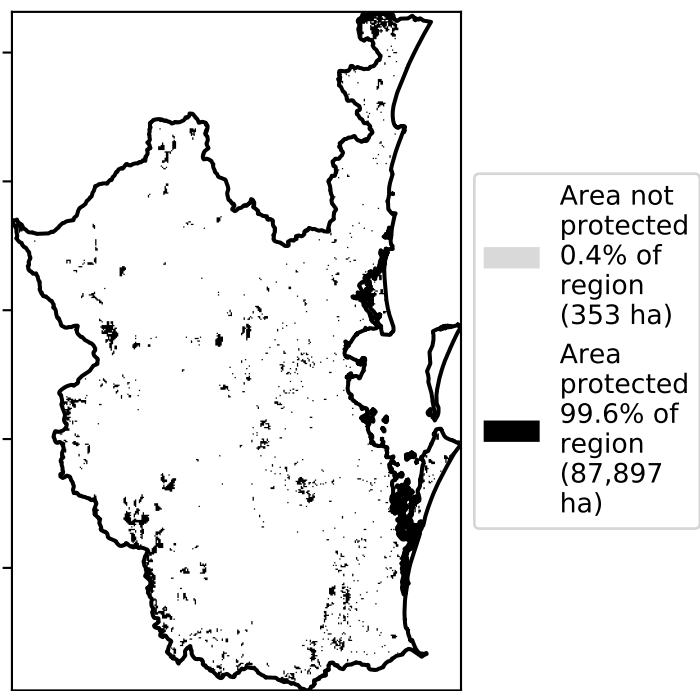 Area not
protected
0.4% of
region
(353 ha)
Area
protected
99.6% of
region
(87,897
ha)